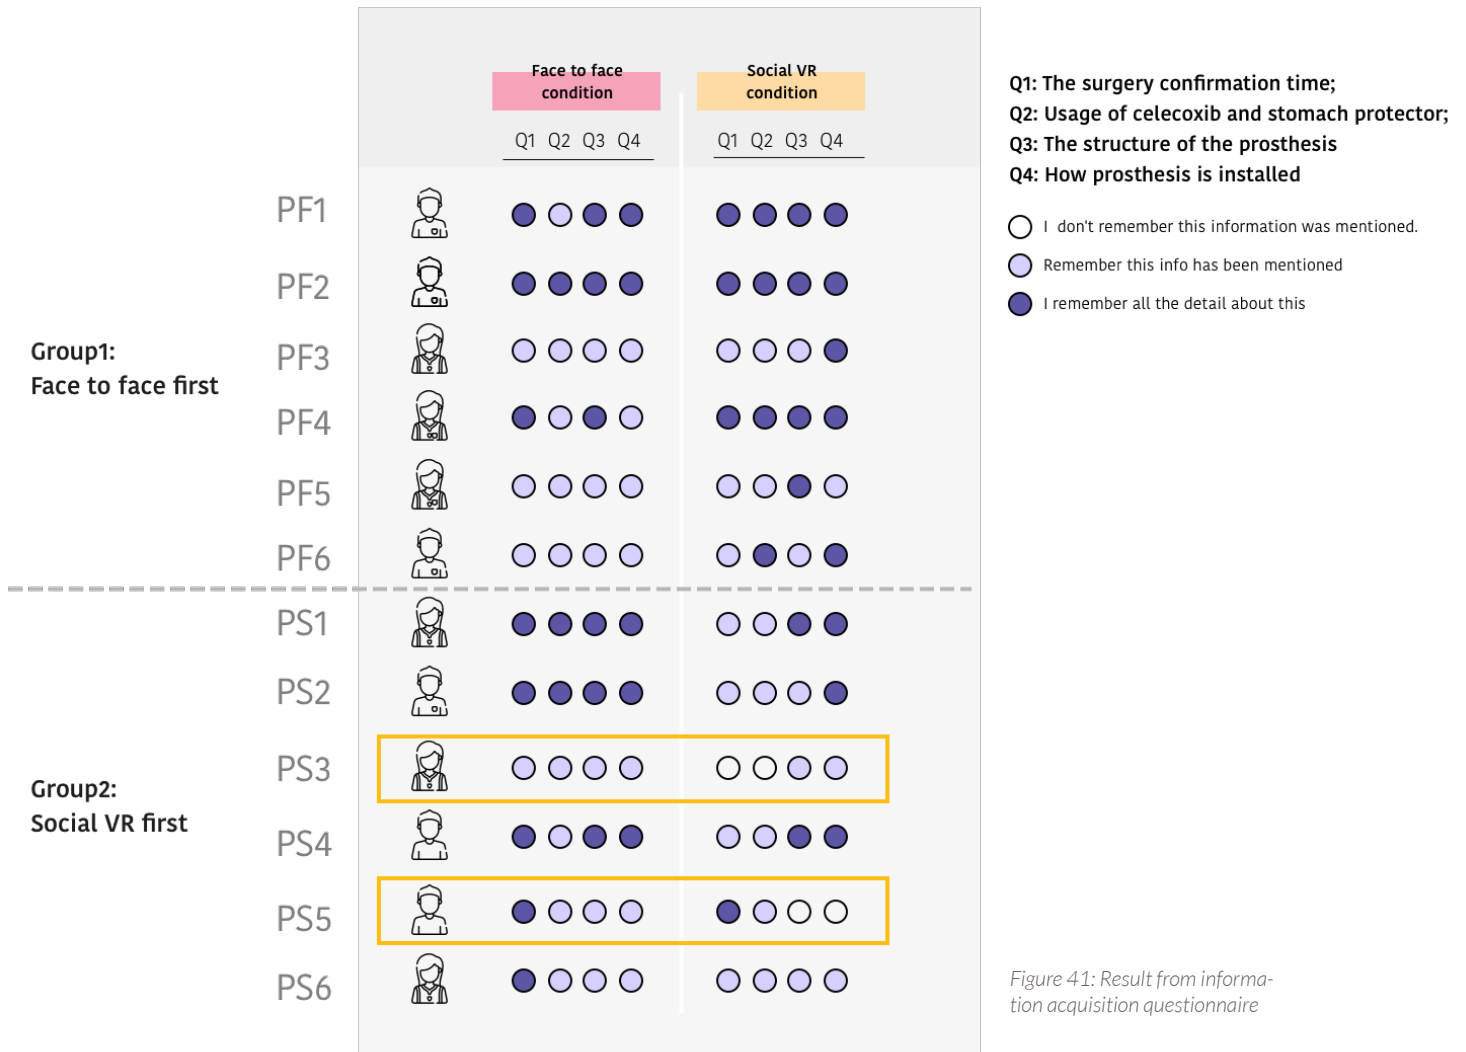 Face to face
condition
Social VR
condition
Q1 Q2 Q3 Q4
Q1 Q2 Q3 Q4
Q1: The surgery confirmation time;
Q2: Usage of celecoxib and stomach protector;
Q3: The structure of the prosthesis
Q4: How prosthesis is installed
I don't remember this information was mentioned.
Remember this info has been mentioned
I remember all the detail about this
Group1:
Face to face first
PF1
PF2
PF3
PF4
PF5
PF6
Group2:
Social VR first
PS1
PS2
PS3
PS4
PS5
PS6
Figure 41: Result from informa-
tion acquisition questionnaire